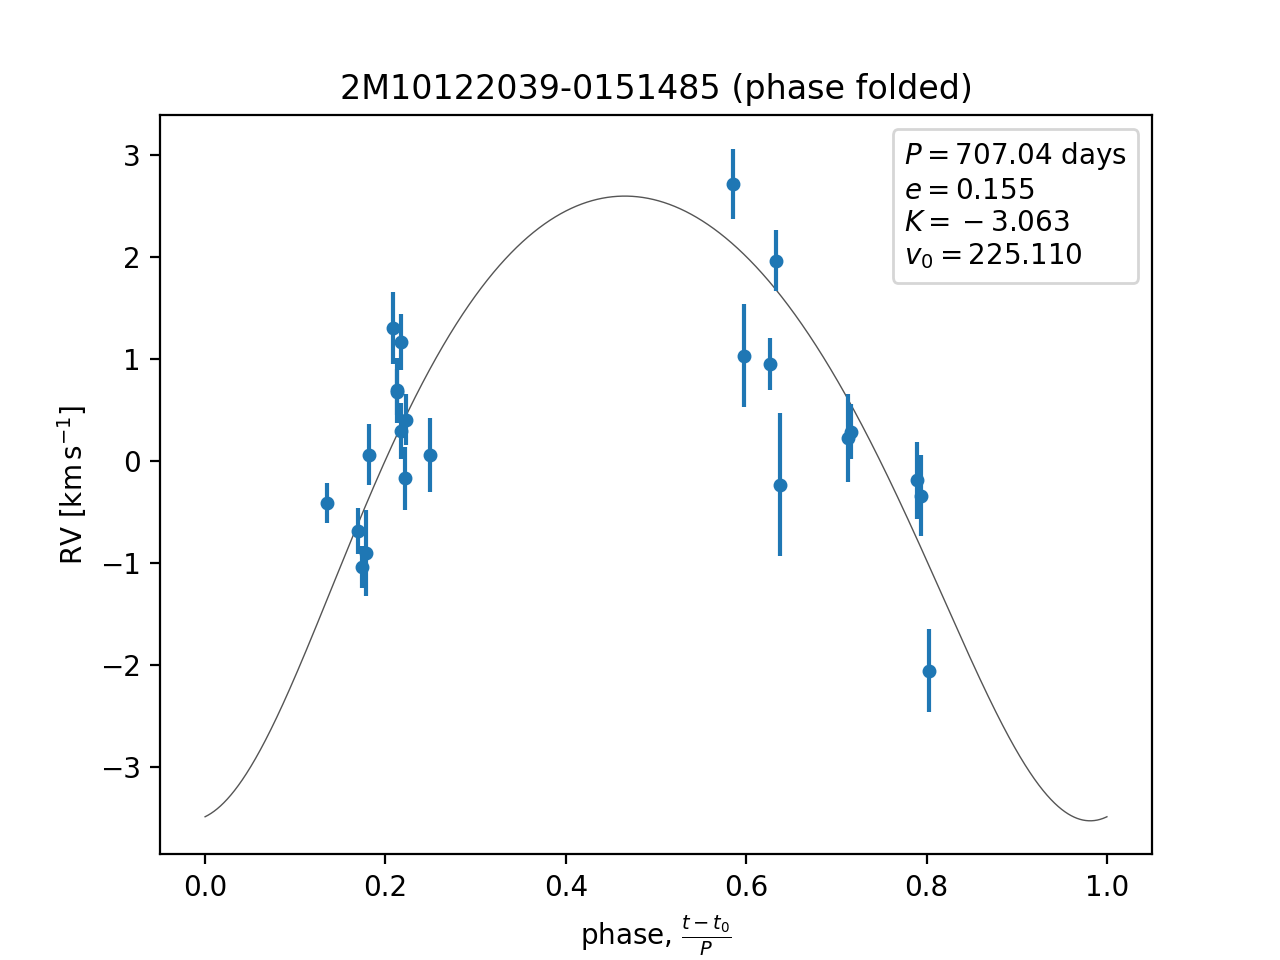 2M10122039-0151485 (phase folded)
P = 707.04 days
e = 0.155
K = −3.063
v₀ = 225.110
3
2
1
0
−1
−2
−3
RV [km s⁻¹]
0.0 0.2 0.4 0.6 0.8 1.0
phase, (t − t₀)/P